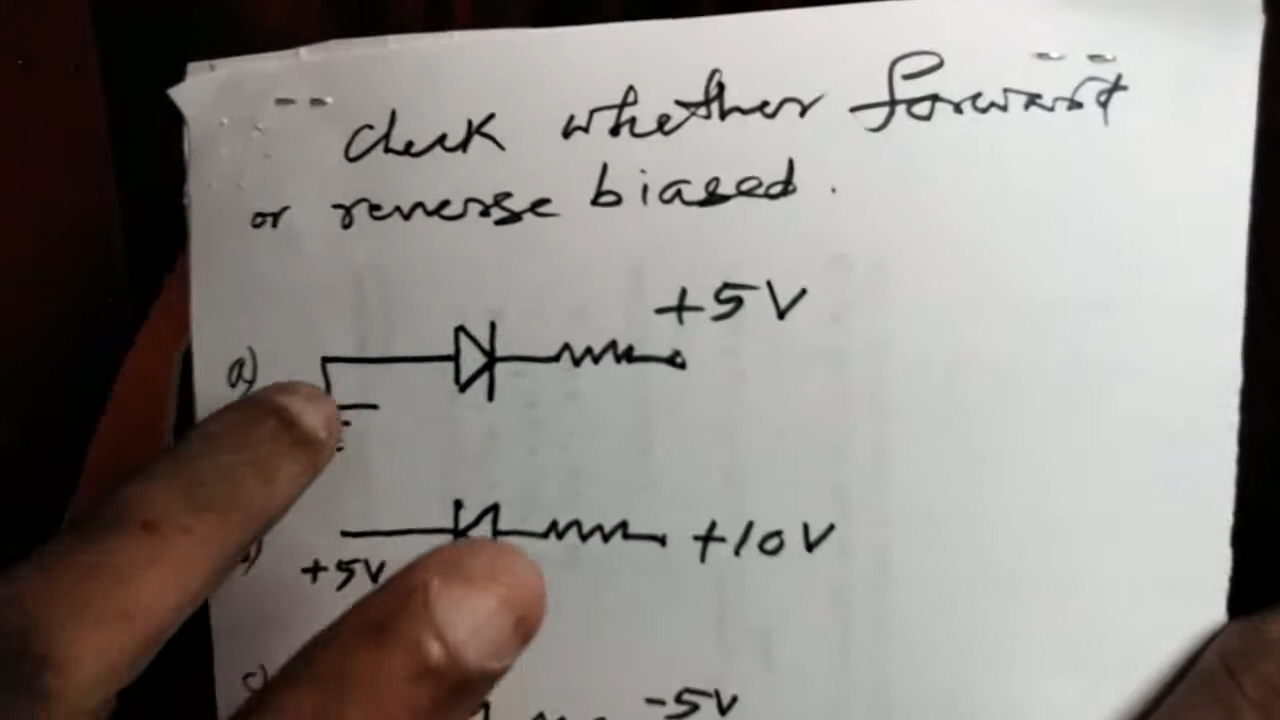 Check whether forward
or reverse biased.
+5V
a)
+10V
+5V
c)
-5V